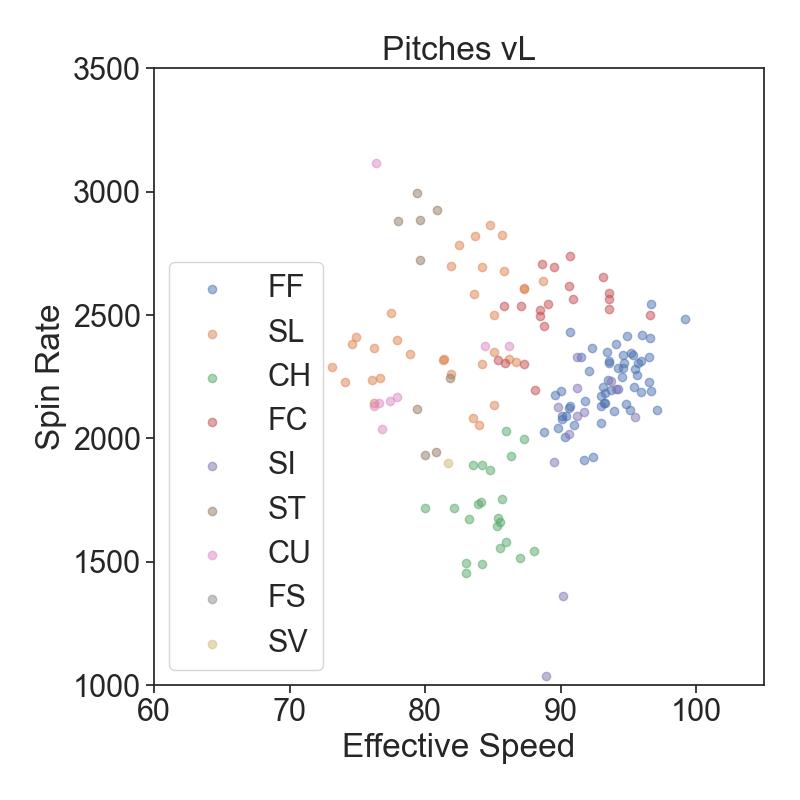 Pitches vL
3500
3000
2500
2000
1500
1000
Spin Rate
FF
SL
CH
FC
SI
ST
CU
FS
SV
60 70 80 90 100
Effective Speed